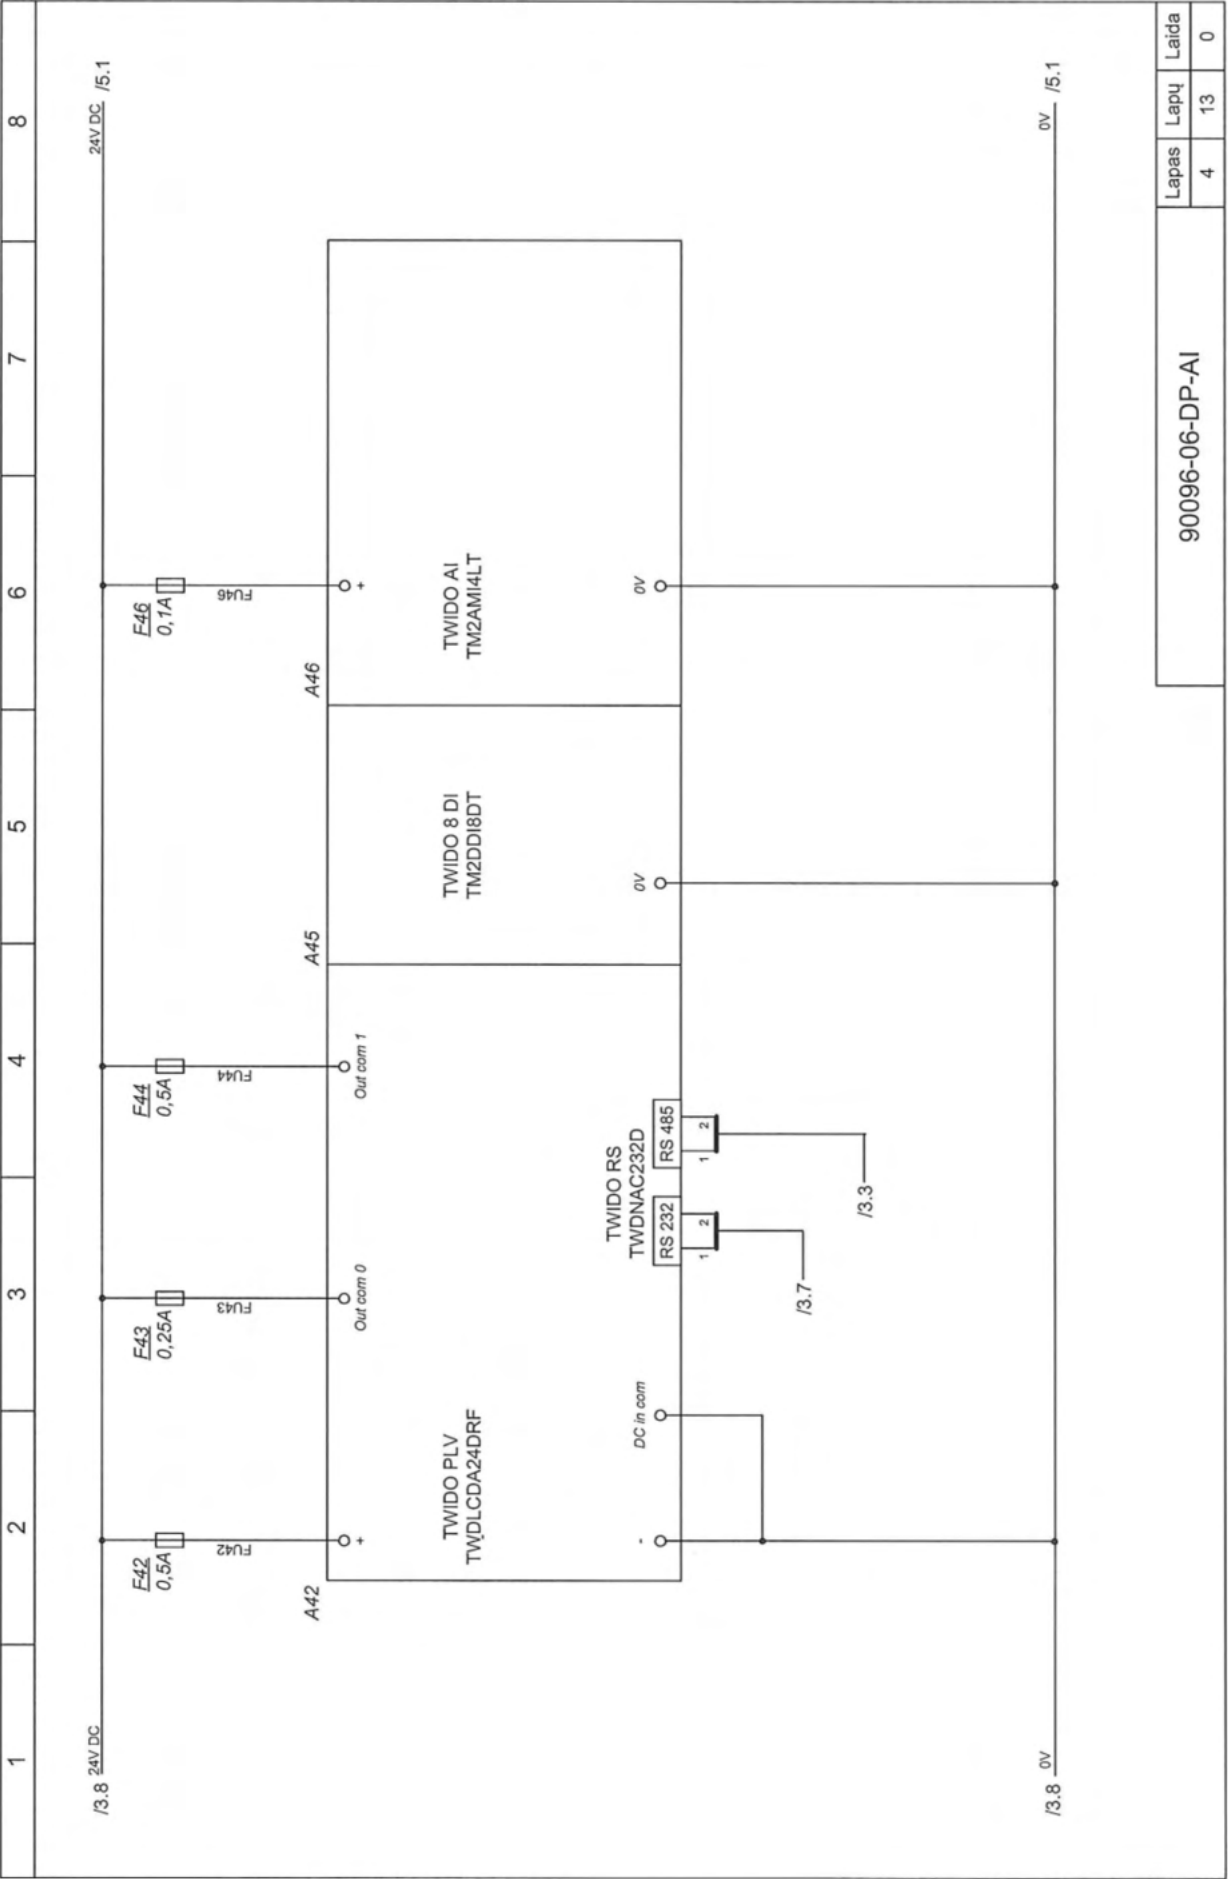 1 2 3 4 5 6 7 8
/3.8 24V DC
24V DC /5.1
F42
0,5A
FU42
F43
0,25A
FU43
F44
0,5A
FU44
F46
0,1A
FU46
A42
A45
A46
+
Out com 0
Out com 1
+
TWIDO PLV
TWDLCDA24DRF
TWIDO 8 DI
TM2DDI8DT
TWIDO AI
TM2AMI4LT
TWIDO RS
TWDNAC232D
-
DC in com
RS 232
RS 485
0V
0V
1 2
1 2
/3.7
/3.3
/3.8 0V
0V /5.1
90096-06-DP-AI
Lapas Lapų Laida
4 13 0